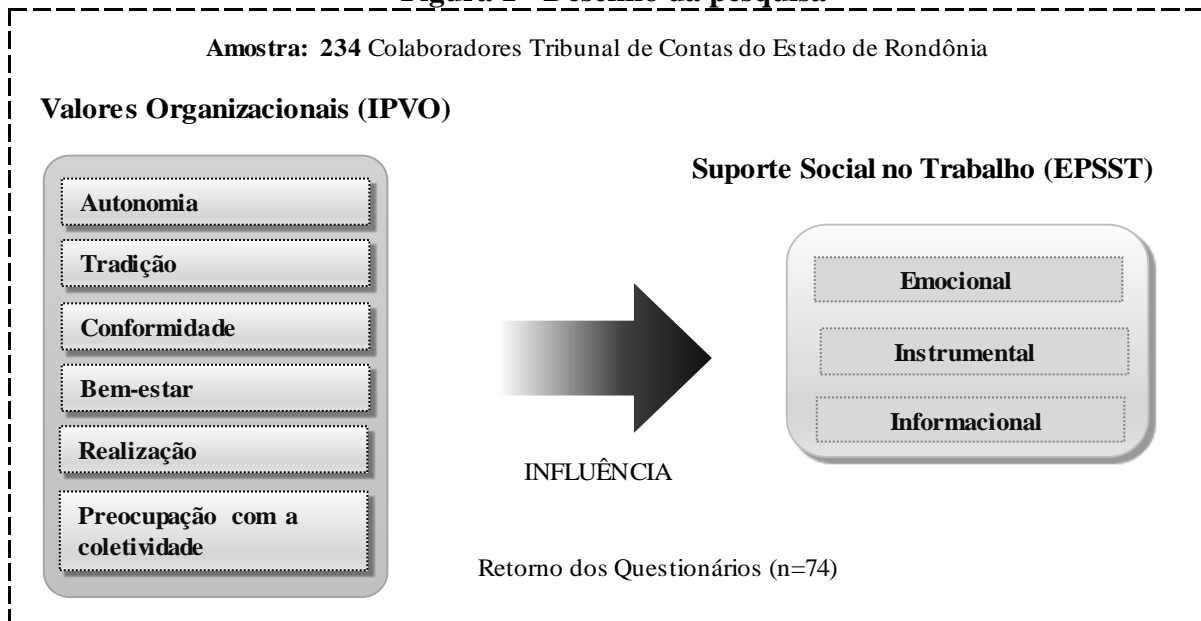 Amostra: 234 Colaboradores Tribunal de Contas do Estado de Rondônia
Valores Organizacionais (IPVO)
Suporte Social no Trabalho (EPSST)
Autonomia
Tradição
Conformidade
Bem-estar
Realização
Preocupação com a
coletividade
INFLUÊNCIA
Emocional
Instrumental
Informacional
Retorno dos Questionários (n=74)